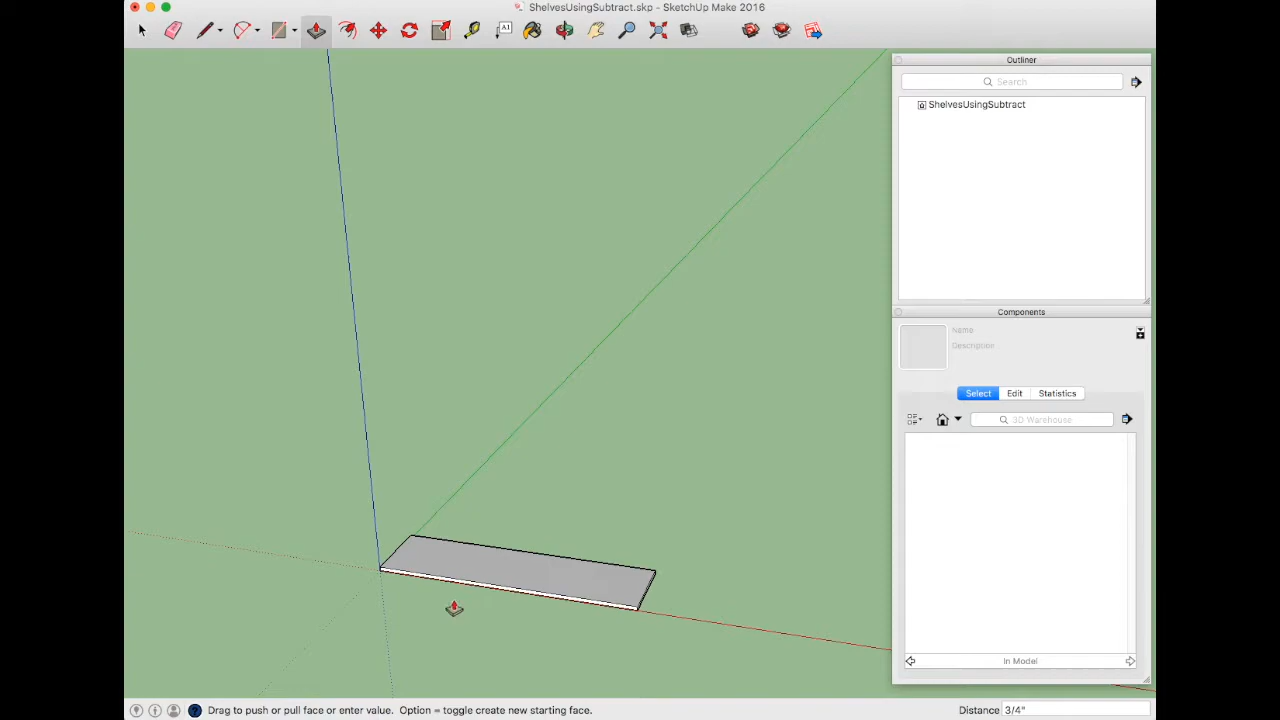 ShelvesUsingSubtract.skp - SketchUp Make 2016
A1
Outliner
Search
ShelvesUsingSubtract
Components
Name
Description
Select Edit Statistics
3D Warehouse
In Model
Drag to push or pull face or enter value. Option = toggle create new starting face.
Distance 3/4"